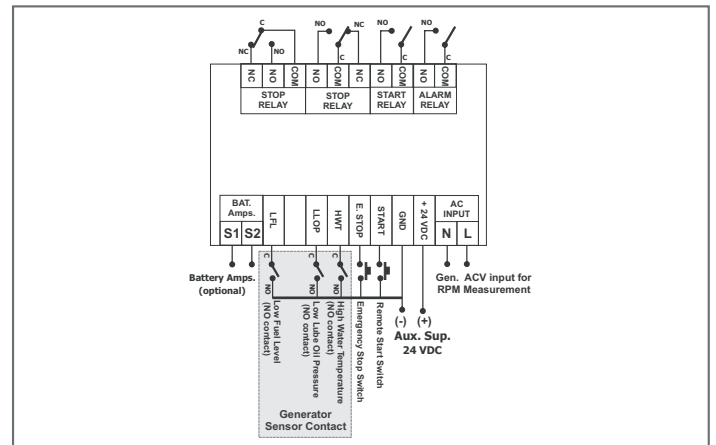 C
NC
NO
NO
NC
C
NO
C
NO
C
NC
NO
COM
NO
COM
NC
NO
COM
NO
COM
STOP
RELAY
STOP
RELAY
START
RELAY
ALARM
RELAY
BAT.
Amps.
S1
S2
LFL
LLOP
HWT
E. STOP
START
GND
+ 24 VDC
AC
INPUT
N
L
C
NO
C
NO
C
NO
Battery Amps.
(optional)
Low Fuel Level
(NO contact)
Low Lube Oil Pressure
(NO contact)
High Water Temperature
(NO contact)
Emergency Stop Switch
Remote Start Switch
Generator
Sensor Contact
(-) (+)
Aux. Sup.
24 VDC
Gen. ACV input for
RPM Measurement